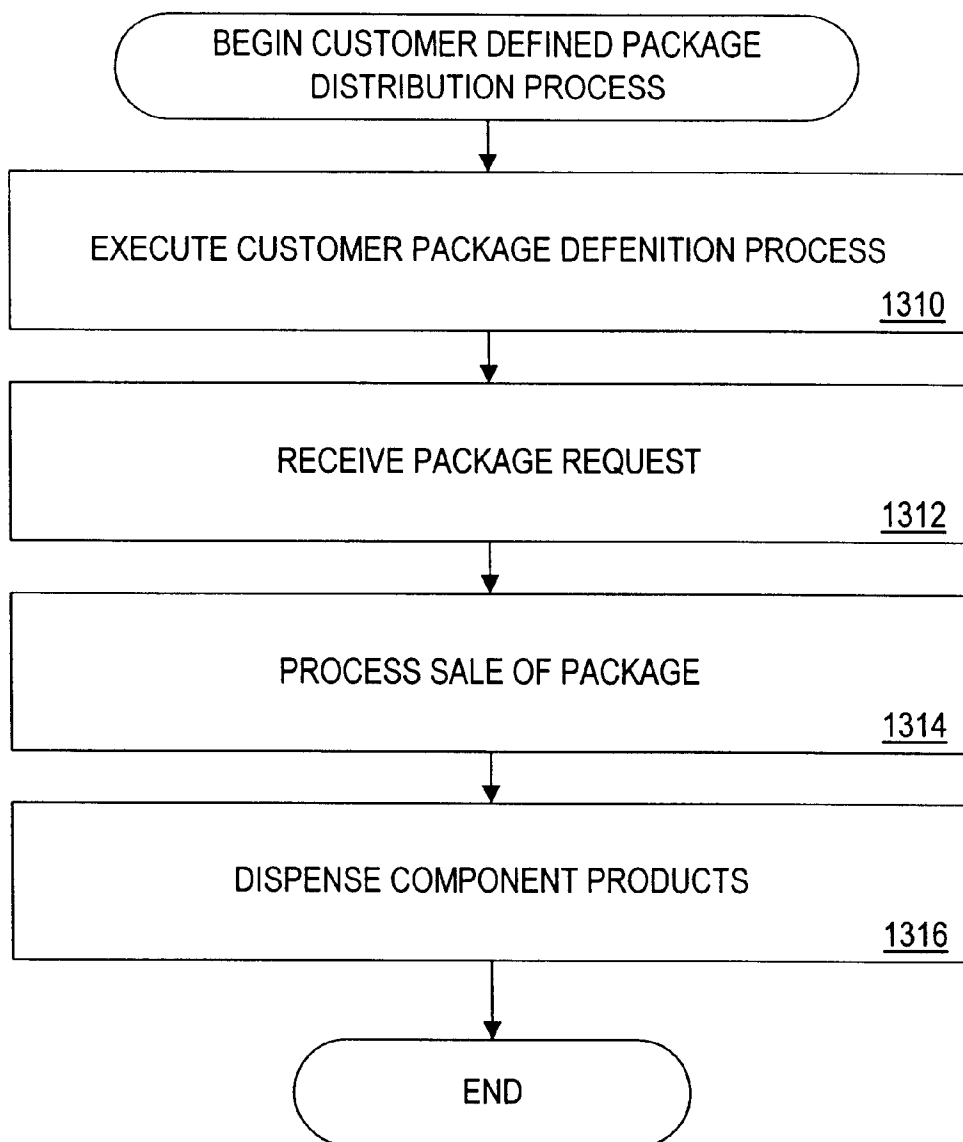 BEGIN CUSTOMER DEFINED PACKAGE
DISTRIBUTION PROCESS
EXECUTE CUSTOMER PACKAGE DEFENITION PROCESS
1310
RECEIVE PACKAGE REQUEST
1312
PROCESS SALE OF PACKAGE
1314
DISPENSE COMPONENT PRODUCTS
1316
END